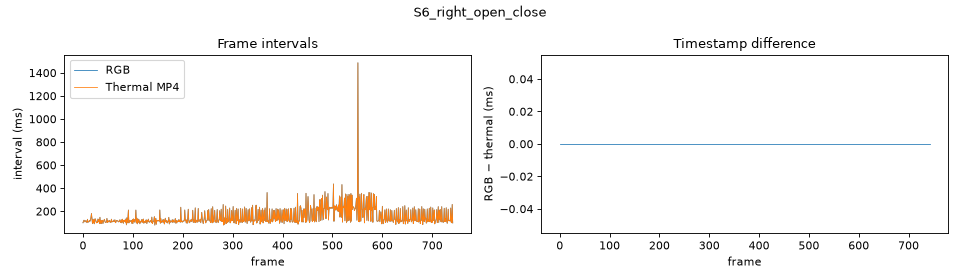 S6_right_open_close
Frame intervals
RGB
Thermal MP4
interval (ms)
1400
1200
1000
800
600
400
200
0 100 200 300 400 500 600 700
frame
Timestamp difference
RGB − thermal (ms)
0.04
0.02
0.00
−0.02
−0.04
0 100 200 300 400 500 600 700
frame